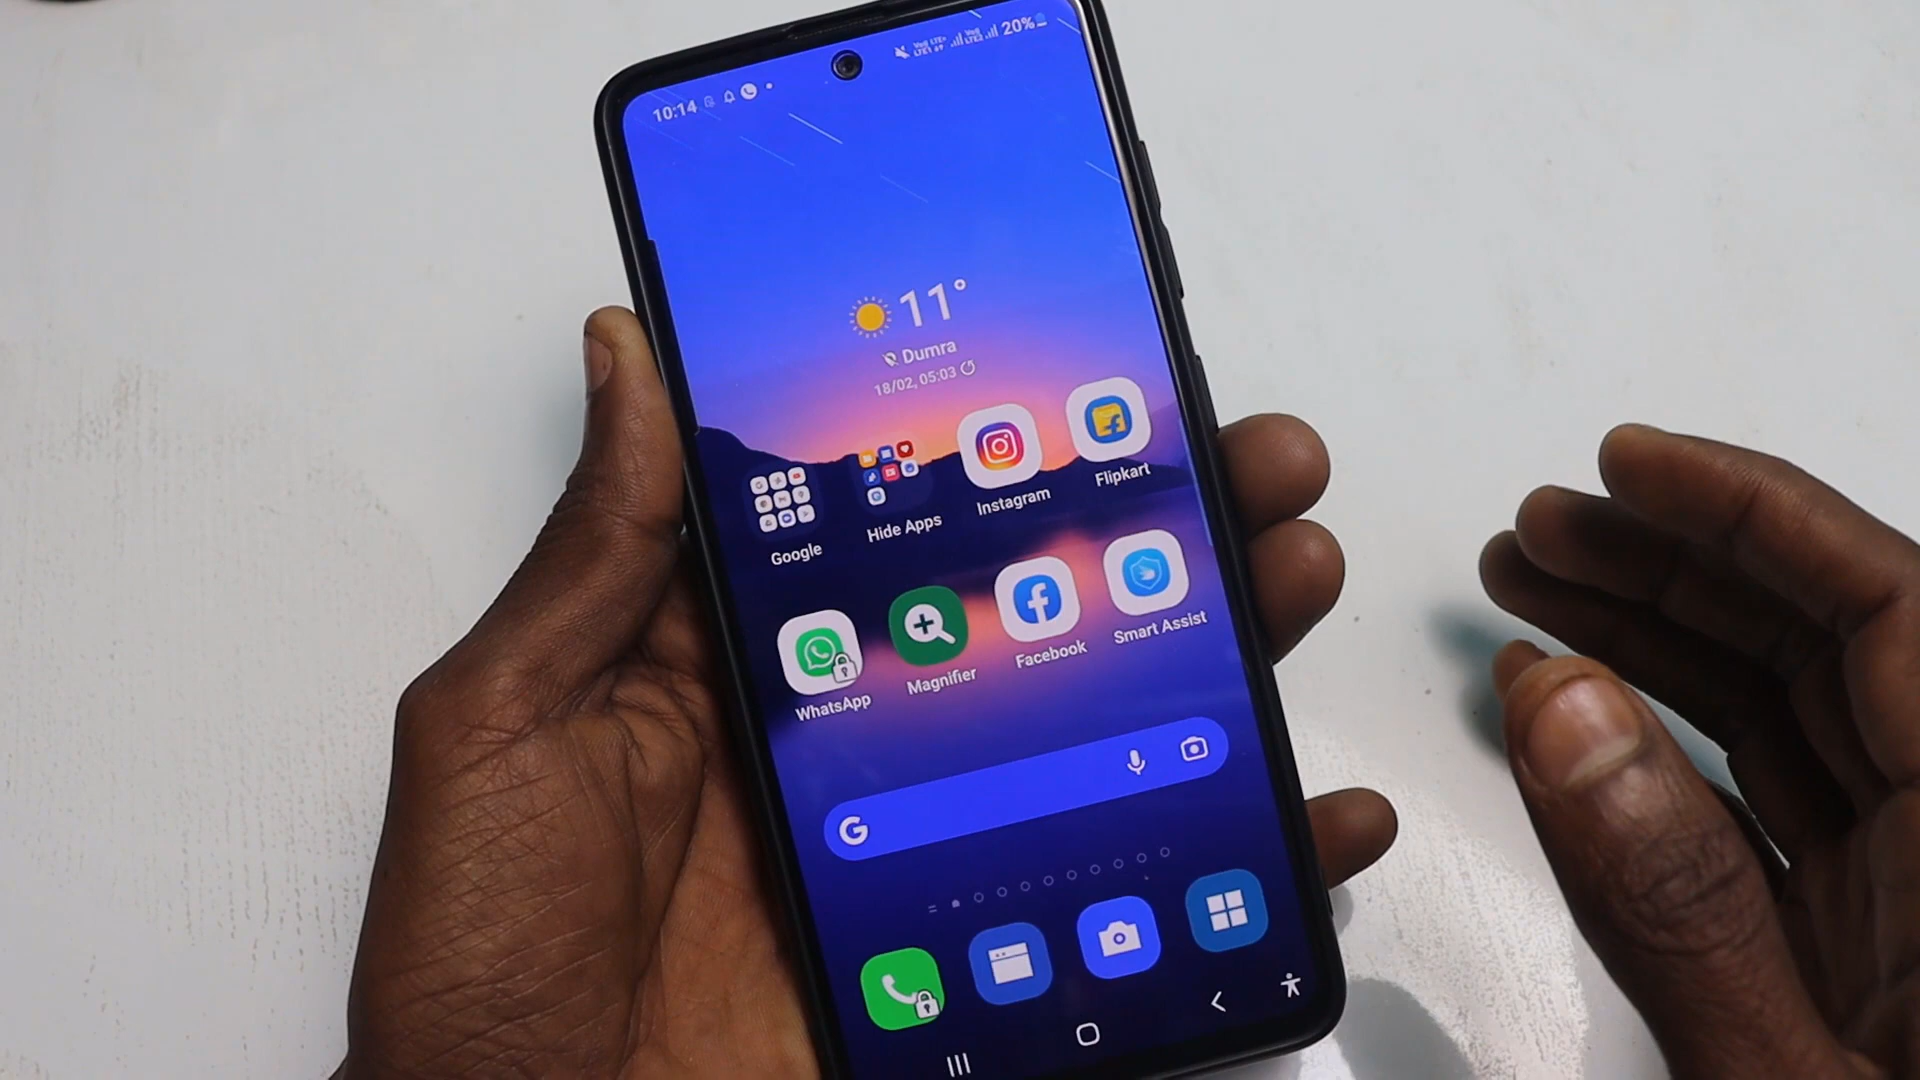 10:14
20%
11°
Dumra
18/02, 05:03
Google
Hide Apps
Instagram
Flipkart
WhatsApp
Magnifier
Facebook
Smart Assist
G